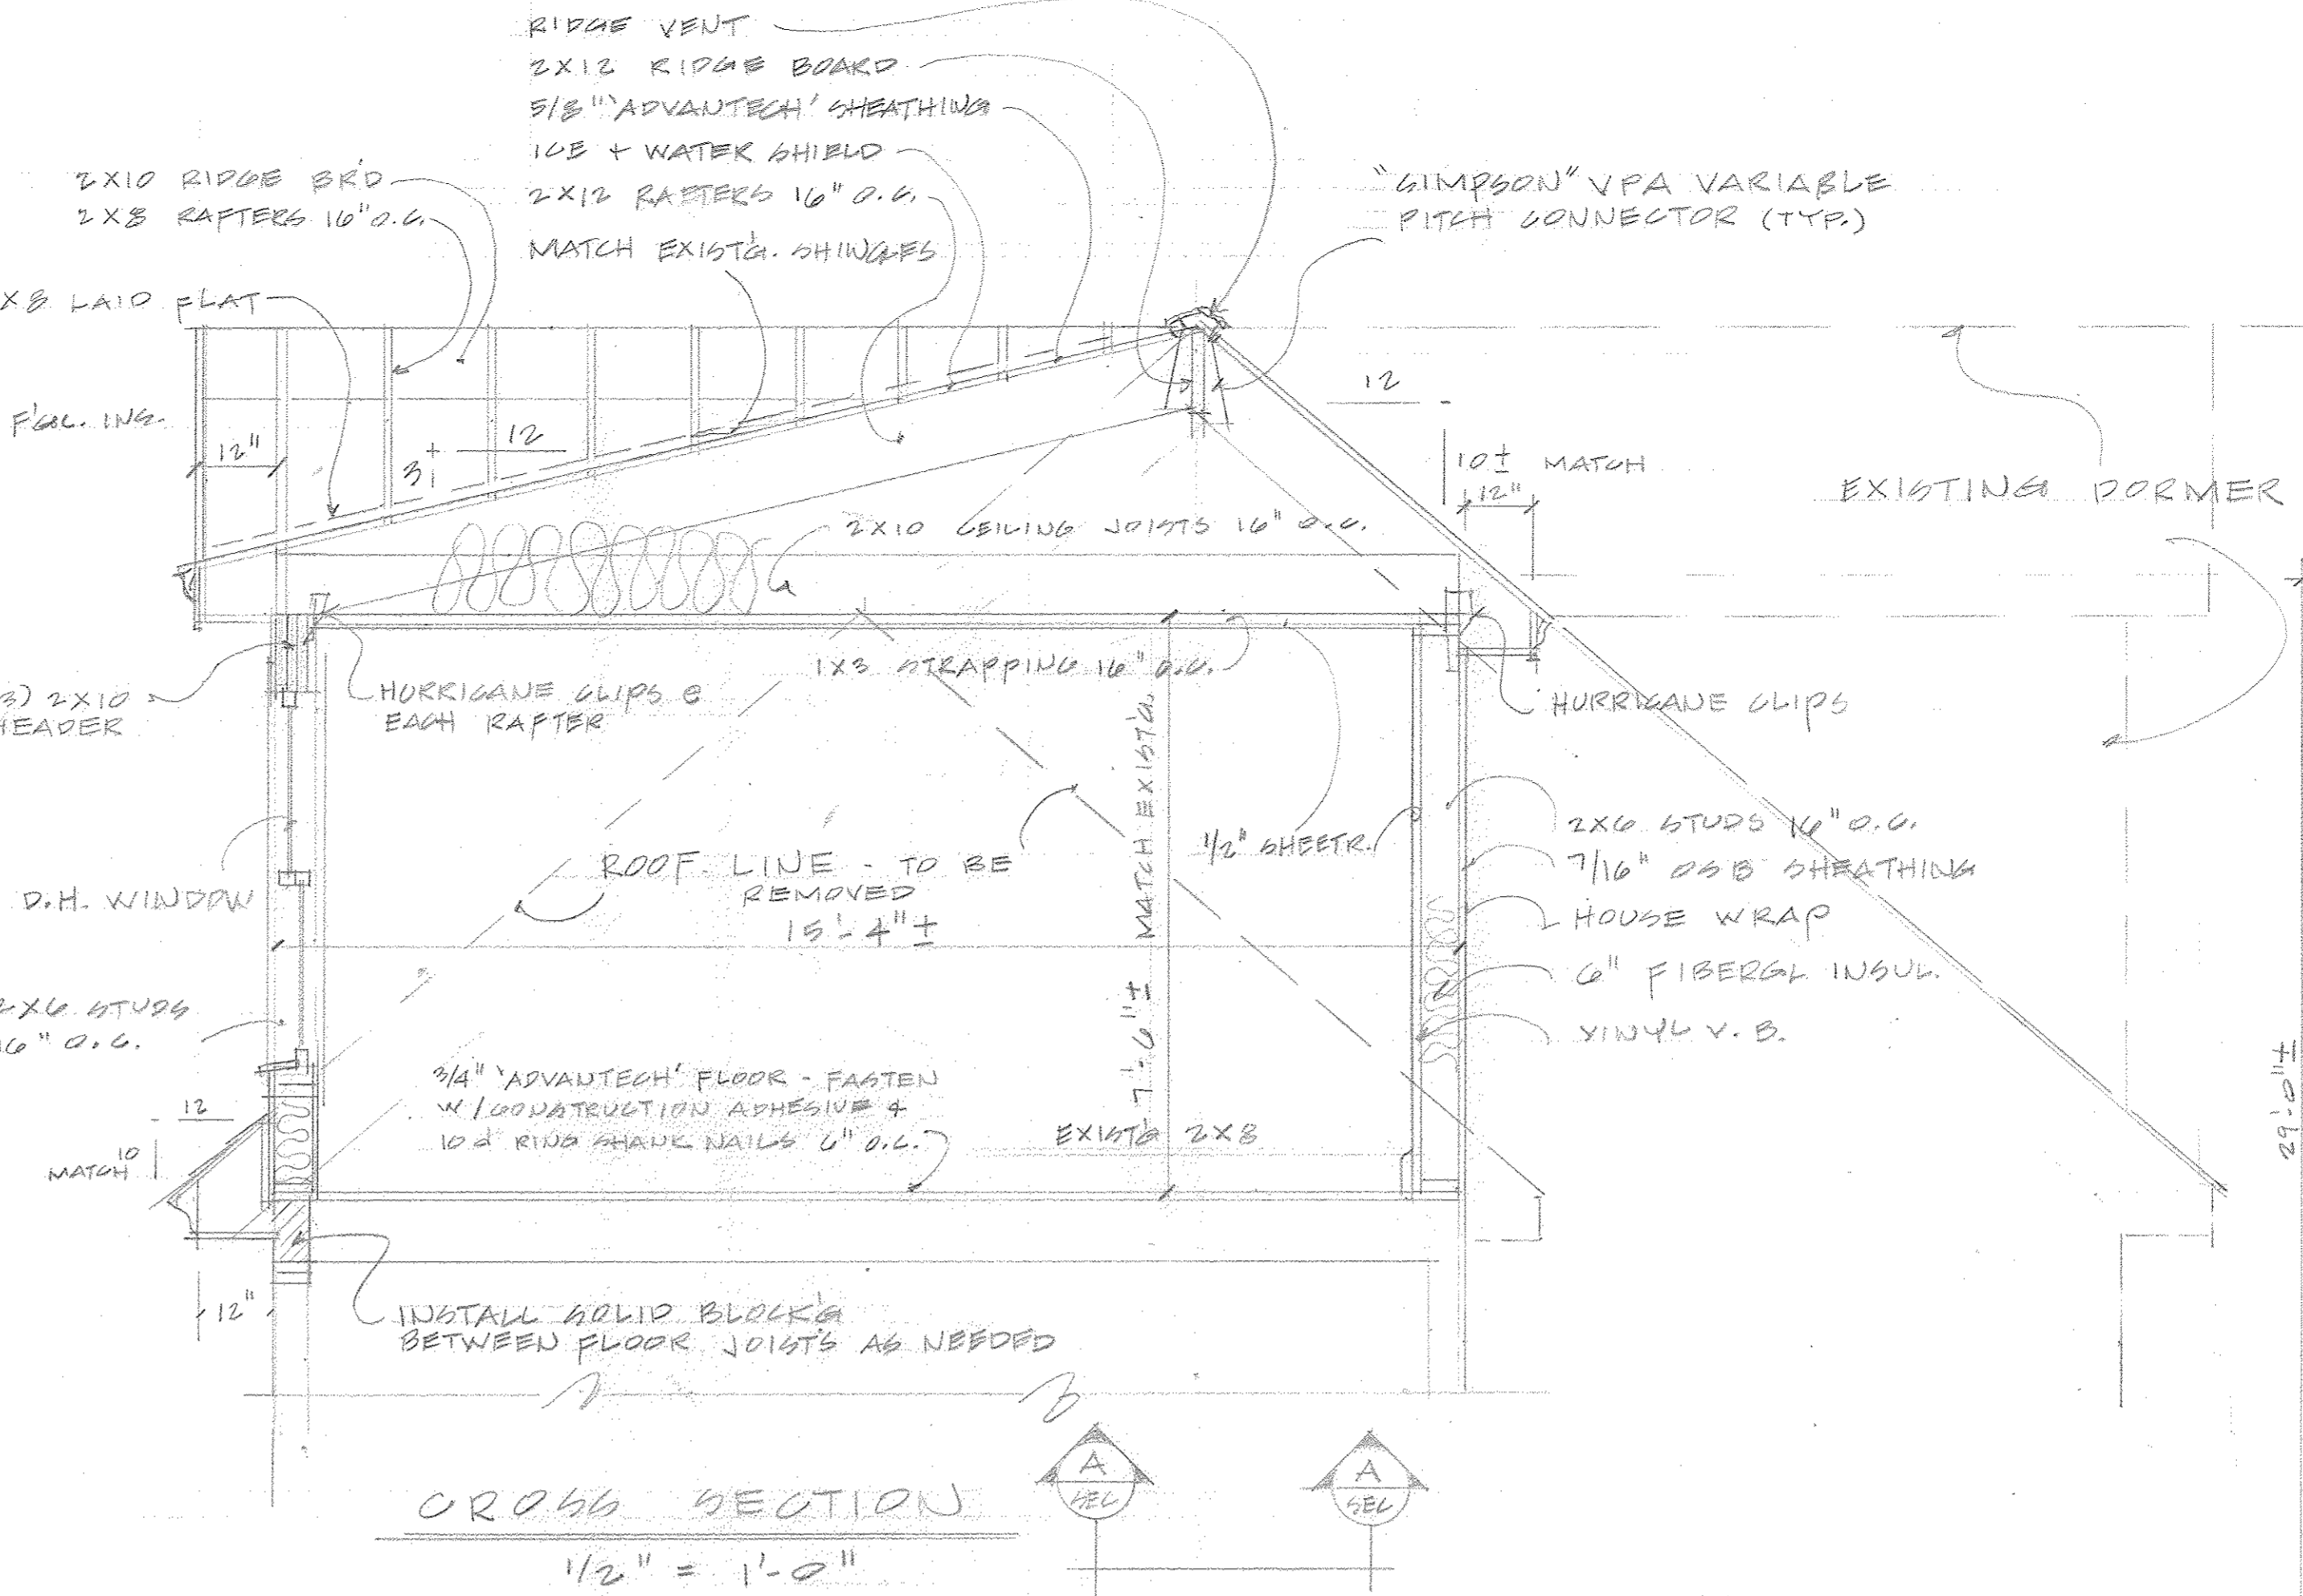 RIDGE VENT
2X12 RIDGE BOARD
5/8" 'ADVANTECH' SHEATHING
ICE + WATER SHIELD
2X12 RAFTERS 16" O.C.
MATCH EXIST'G. SHINGLES
2X10 RIDGE BR'D
2X8 RAFTERS 16" O.C.
X8 LAID FLAT
"SIMPSON" VPA VARIABLE
PITCH CONNECTOR (TYP.)
F'GL. INS.
12"
3+
12
12
10± MATCH
12"
EXISTING DORMER
2X10 CEILING JOISTS 16" O.C.
1X3 STRAPPING 16" O.C.
3) 2X10
HEADER
HURRICANE CLIPS @
EACH RAFTER
HURRICANE CLIPS
MATCH EXIST'G.
7'-6"±
1/2" SHEETR.
ROOF LINE - TO BE
REMOVED
15'-4"±
D.H. WINDOW
2X6 STUDS 16" O.C.
7/16" OSB SHEATHING
HOUSE WRAP
6" FIBERGL INSUL.
VINYL V.B.
2X6 STUDS
16" O.C.
3/4" 'ADVANTECH' FLOOR - FASTEN
W/ CONSTRUCTION ADHESIVE &
10d RING SHANK NAILS 6" O.C.
EXIST'G 2X8
12
10
MATCH
29'-0"±
12"
INSTALL SOLID BLOCK'G
BETWEEN FLOOR JOISTS AS NEEDED
A
SEC
A
SEC
CROSS SECTION
1/2" = 1'-0"